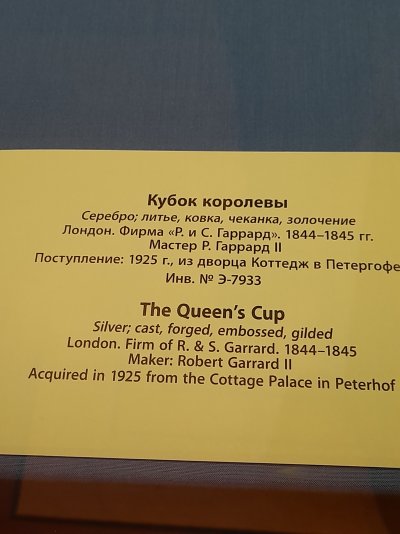 Кубок королевы
Серебро; литье, ковка, чеканка, золочение
Лондон. Фирма «Р. и С. Гаррард». 1844–1845 гг.
Мастер Р. Гаррард II
Поступление: 1925 г., из дворца Коттедж в Петергофе
Инв. № Э-7933
The Queen's Cup
Silver; cast, forged, embossed, gilded
London. Firm of R. & S. Garrard. 1844–1845
Maker: Robert Garrard II
Acquired in 1925 from the Cottage Palace in Peterhof